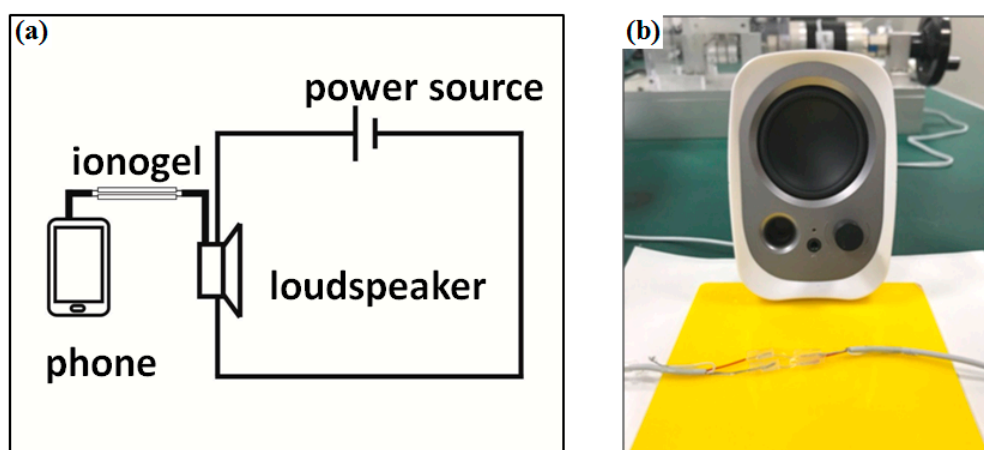 (a)
(b)
power source
ionogel
loudspeaker
phone